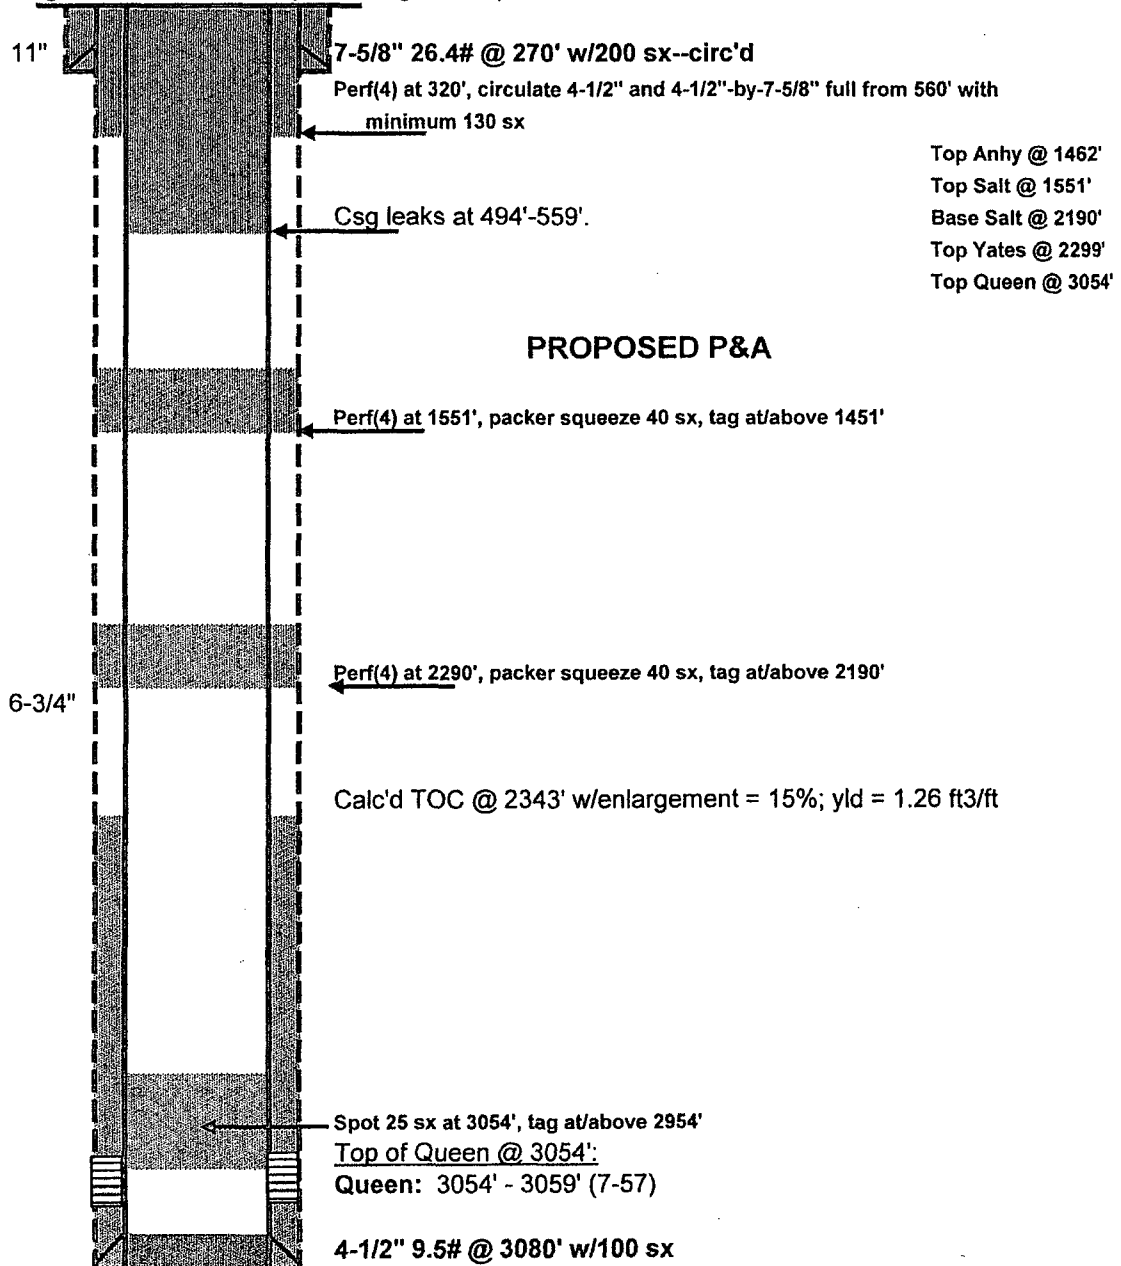 11"
7-5/8" 26.4# @ 270' w/200 sx--circ'd
Perf(4) at 320', circulate 4-1/2" and 4-1/2"-by-7-5/8" full from 560' with
minimum 130 sx
Top Anhy @ 1462'
Top Salt @ 1551'
Base Salt @ 2190'
Top Yates @ 2299'
Top Queen @ 3054'
Csg leaks at 494'-559'.
PROPOSED P&A
Perf(4) at 1551', packer squeeze 40 sx, tag at/above 1451'
Perf(4) at 2290', packer squeeze 40 sx, tag at/above 2190'
6-3/4"
Calc'd TOC @ 2343' w/enlargement = 15%; yld = 1.26 ft3/ft
Spot 25 sx at 3054', tag at/above 2954'
Top of Queen @ 3054':
Queen: 3054' - 3059' (7-57)
4-1/2" 9.5# @ 3080' w/100 sx